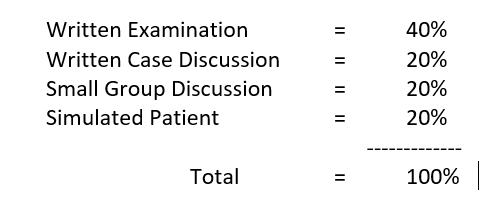 Written Examination = 40%
Written Case Discussion = 20%
Small Group Discussion = 20%
Simulated Patient = 20%
-------------
Total = 100%